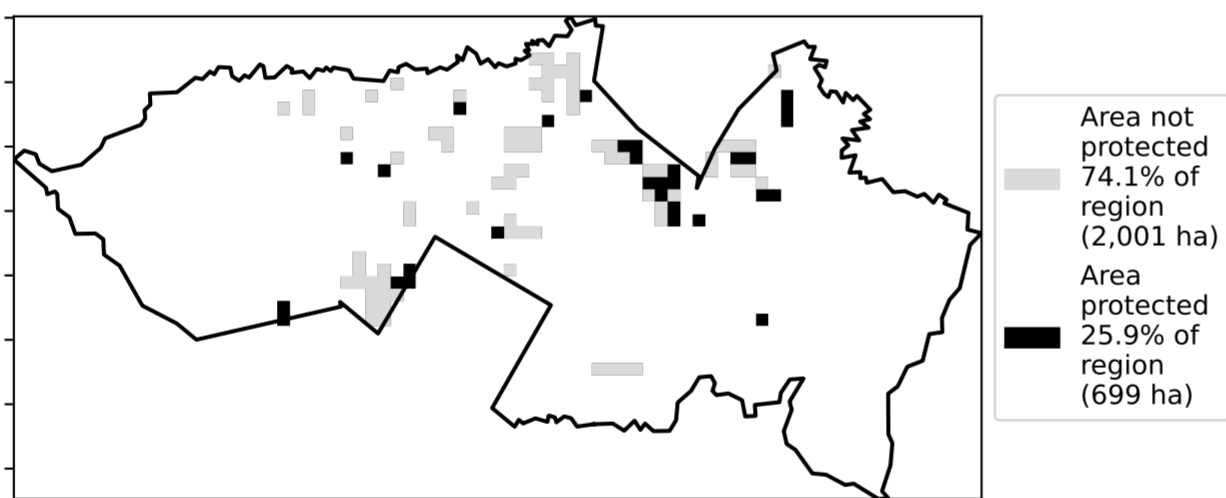 Area not
protected
74.1% of
region
(2,001 ha)
Area
protected
25.9% of
region
(699 ha)